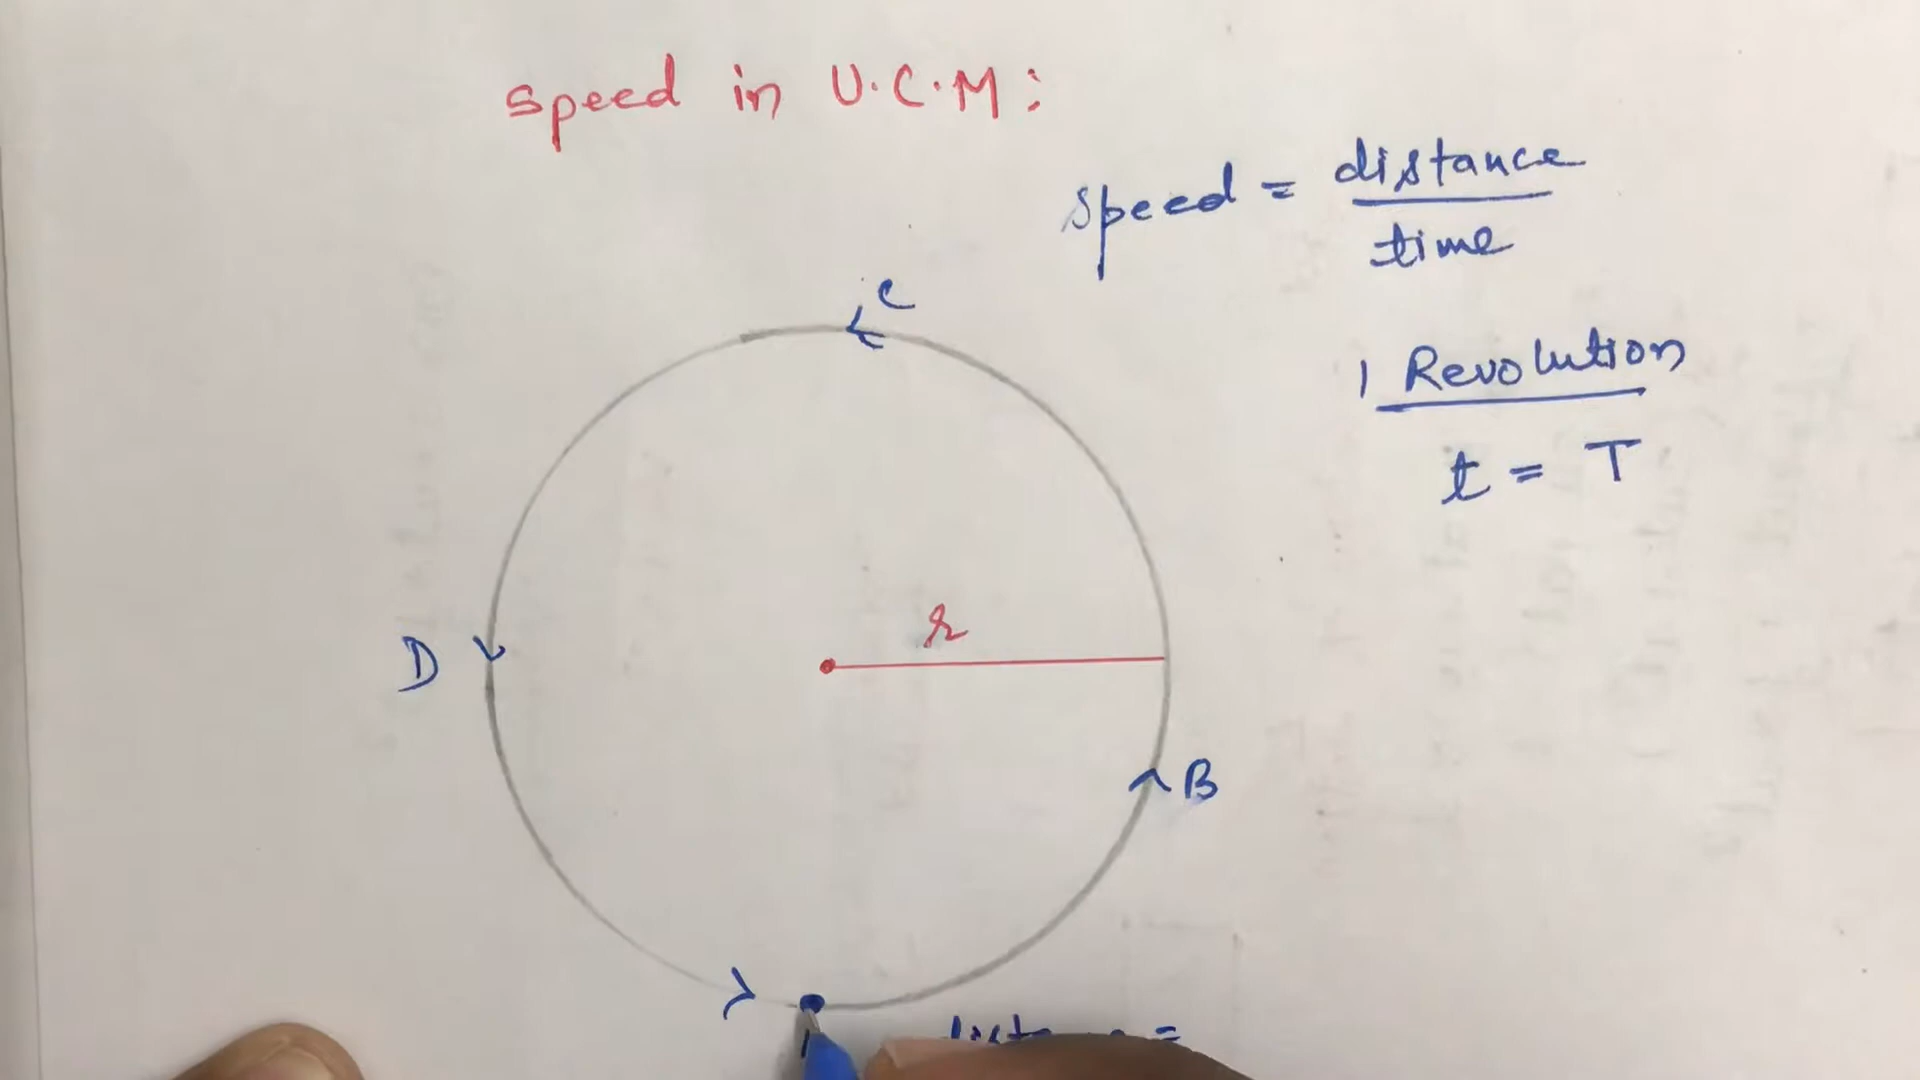 speed in U.C.M:
speed = distance
time
1 Revolution
t = T
C
r
D
B